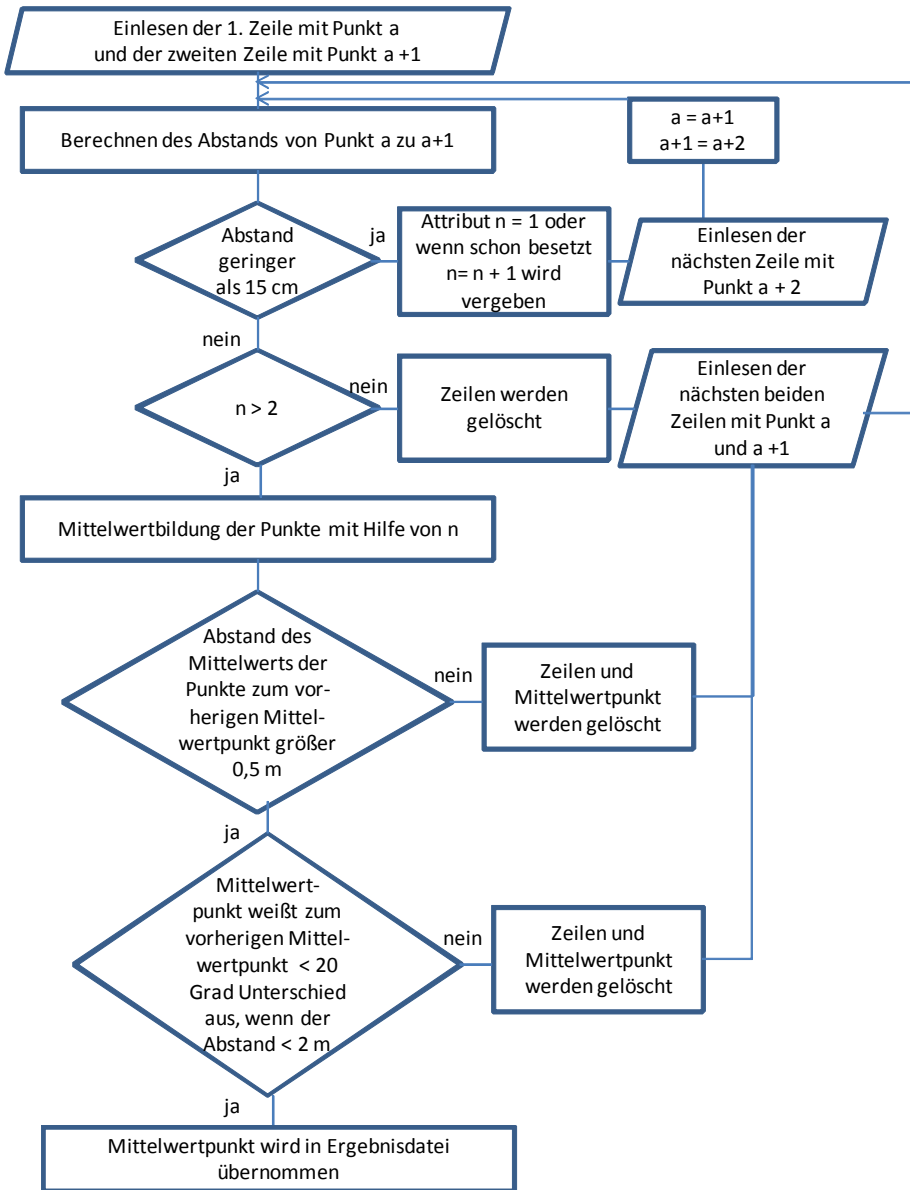 Einlesen der 1. Zeile mit Punkt a
und der zweiten Zeile mit Punkt a +1
Berechnen des Abstands von Punkt a zu a+1
a = a+1
a+1 = a+2
Abstand
geringer
als 15 cm
ja
Attribut n = 1 oder
wenn schon besetzt
n= n + 1 wird
vergeben
Einlesen der
nächsten Zeile mit
Punkt a + 2
nein
n > 2
nein
Zeilen werden
gelöscht
Einlesen der
nächsten beiden
Zeilen mit Punkt a
und a +1
ja
Mittelwertbildung der Punkte mit Hilfe von n
Abstand des
Mittelwerts der
Punkte zum vor-
herigen Mittel-
wertpunkt größer
0,5 m
nein
Zeilen und
Mittelwertpunkt
werden gelöscht
ja
Mittelwert-
punkt weißt zum
vorherigen Mittel-
wertpunkt < 20
Grad Unterschied
aus, wenn der
Abstand < 2 m
nein
Zeilen und
Mittelwertpunkt
werden gelöscht
ja
Mittelwertpunkt wird in Ergebnisdatei
übernommen